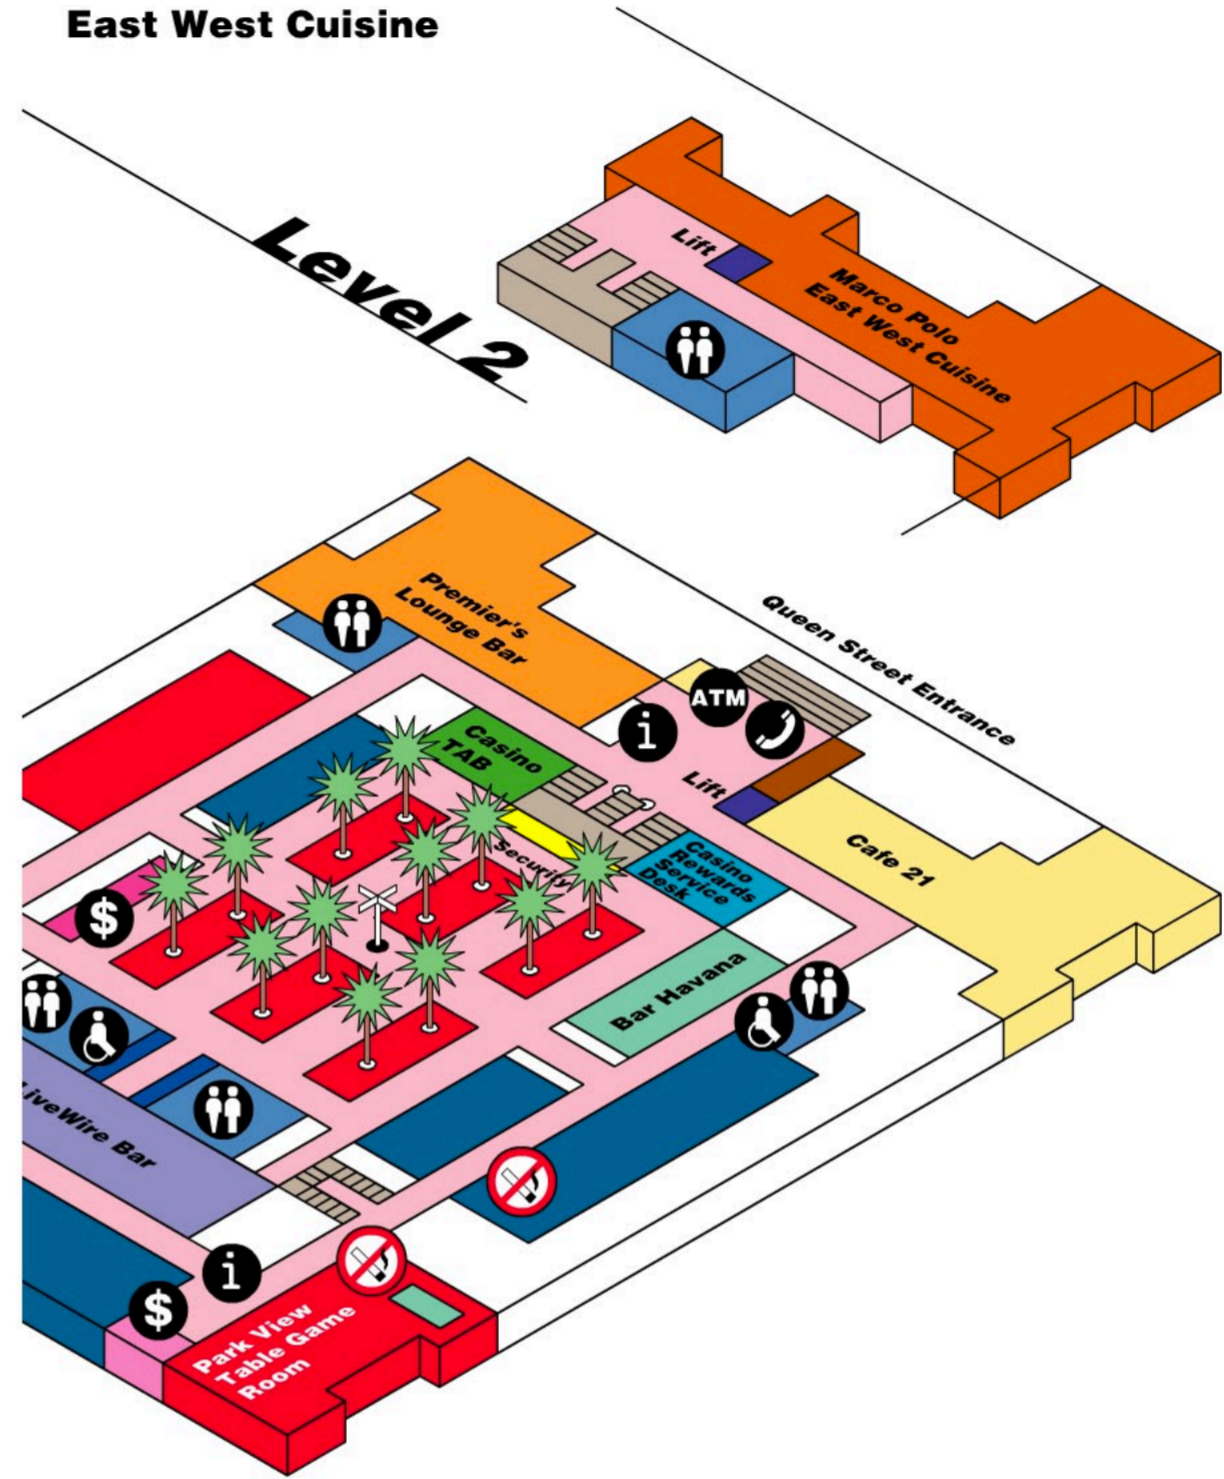 East West Cuisine
Level 2
Lift
Marco Polo
East West Cuisine
Premier's
Lounge Bar
Queen Street Entrance
ATM
i
Casino
TAB
Lift
Cafe 21
Security
Casino
Rewards
Service
Desk
$
Bar Havana
LiveWire Bar
i
$
Park View
Table Game
Room